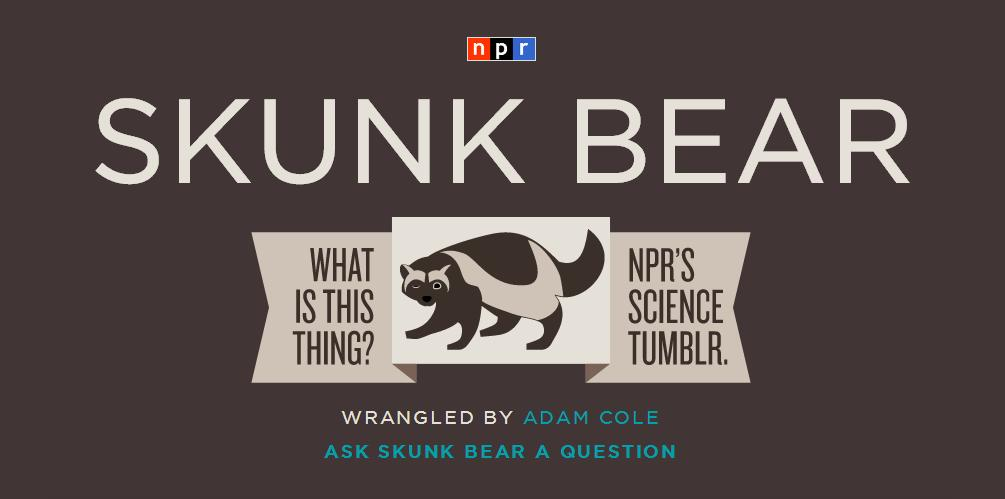 npr
SKUNK BEAR
WHAT
IS THIS
THING?
NPR'S
SCIENCE
TUMBLR.
WRANGLED BY ADAM COLE
ASK SKUNK BEAR A QUESTION